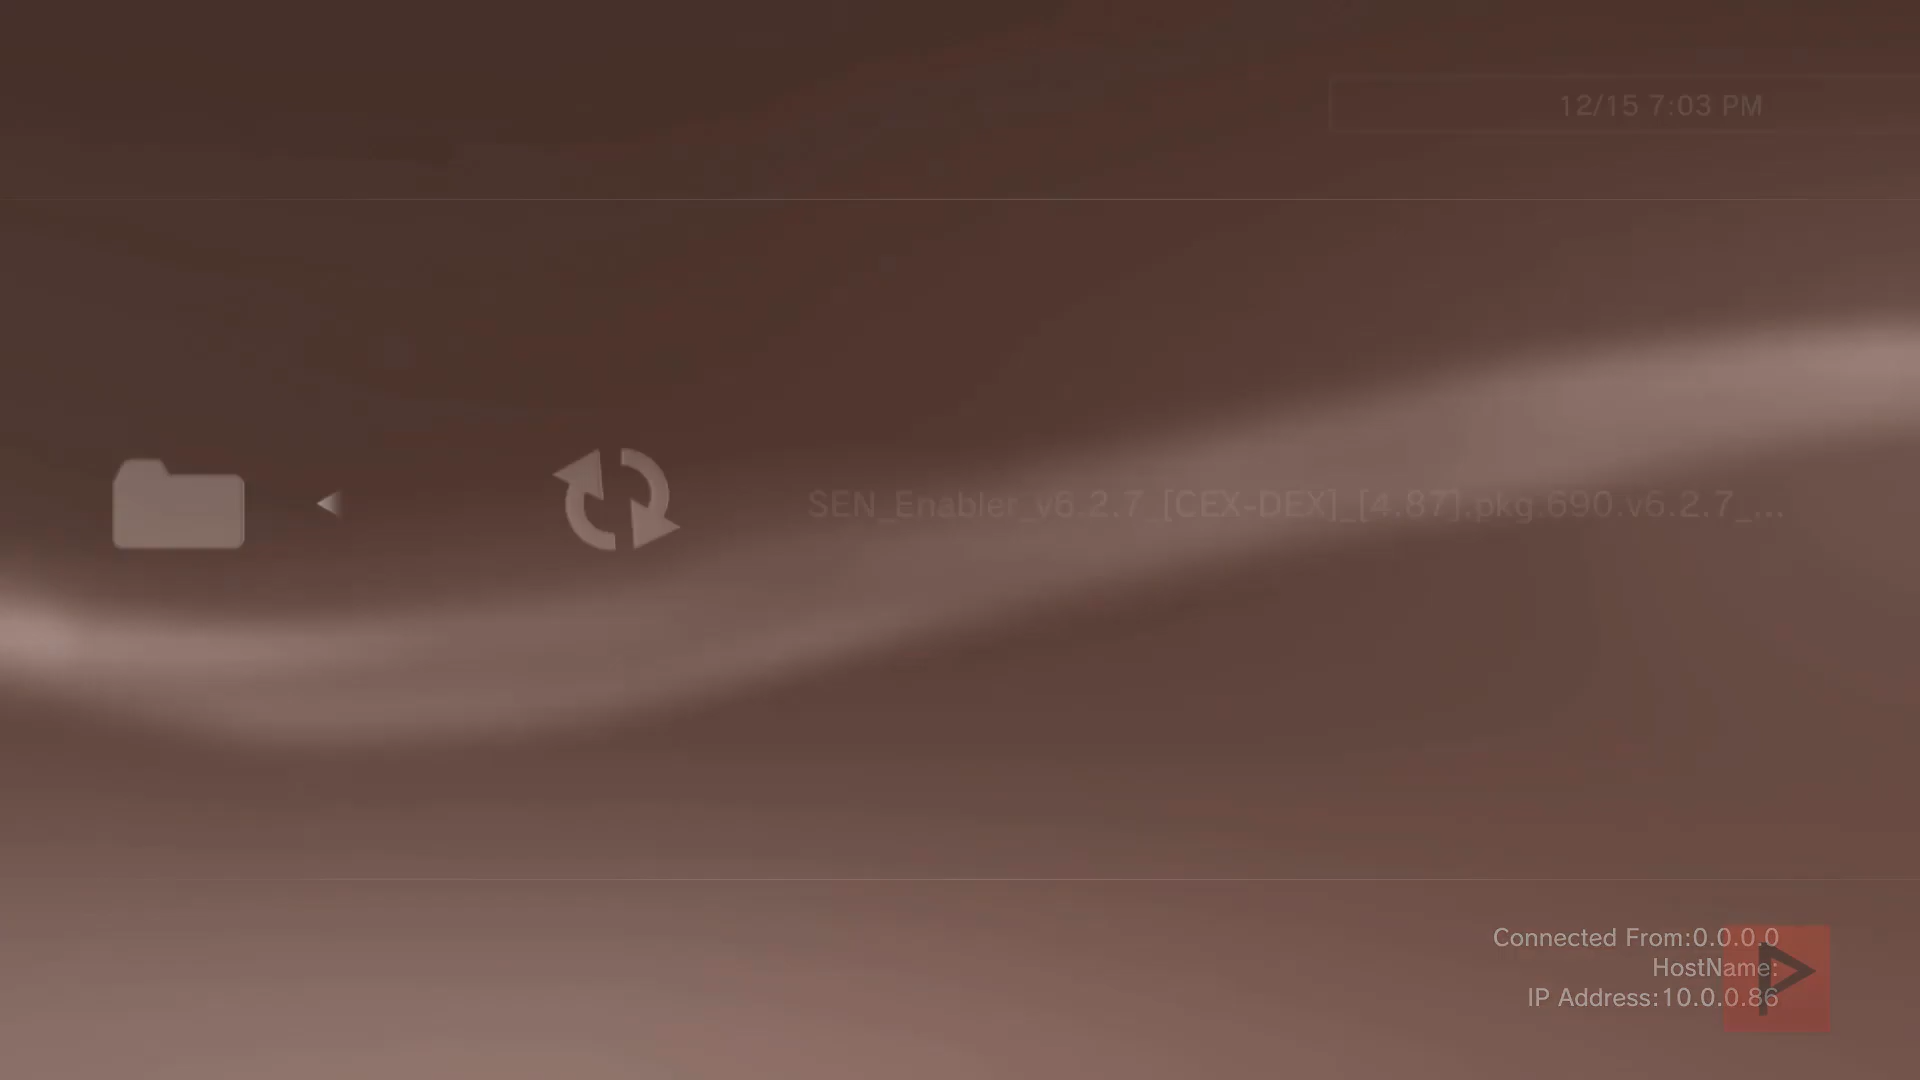 12/15 7:03 PM
SEN_Enabler_v6.2.7_[CEX-DEX]_[4.87].pkg.690.v6.2.7_...
Connected From:0.0.0.0
HostName:
IP Address:10.0.0.86